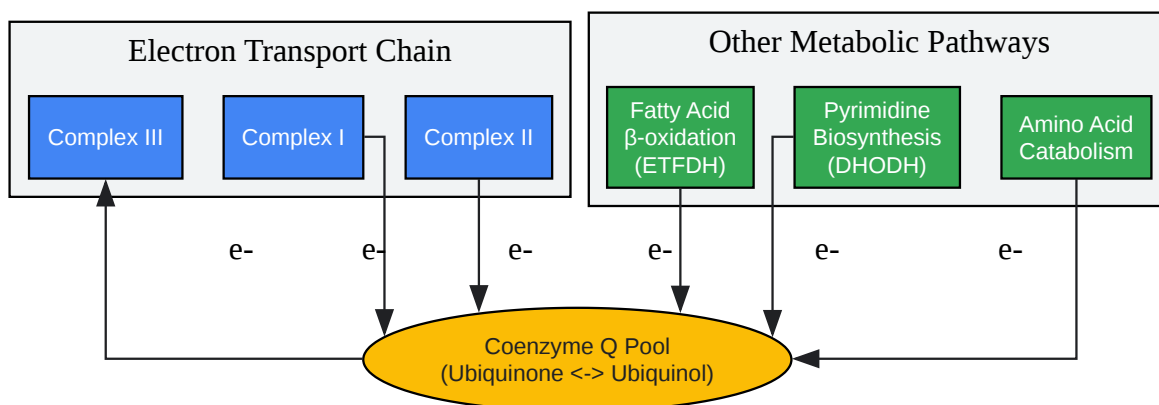 Electron Transport Chain
Other Metabolic Pathways
Complex III
Complex I
Complex II
Fatty Acid
β-oxidation
(ETFDH)
Pyrimidine
Biosynthesis
(DHODH)
Amino Acid
Catabolism
e-
e-
e-
e-
e-
e-
Coenzyme Q Pool
(Ubiquinone <-> Ubiquinol)